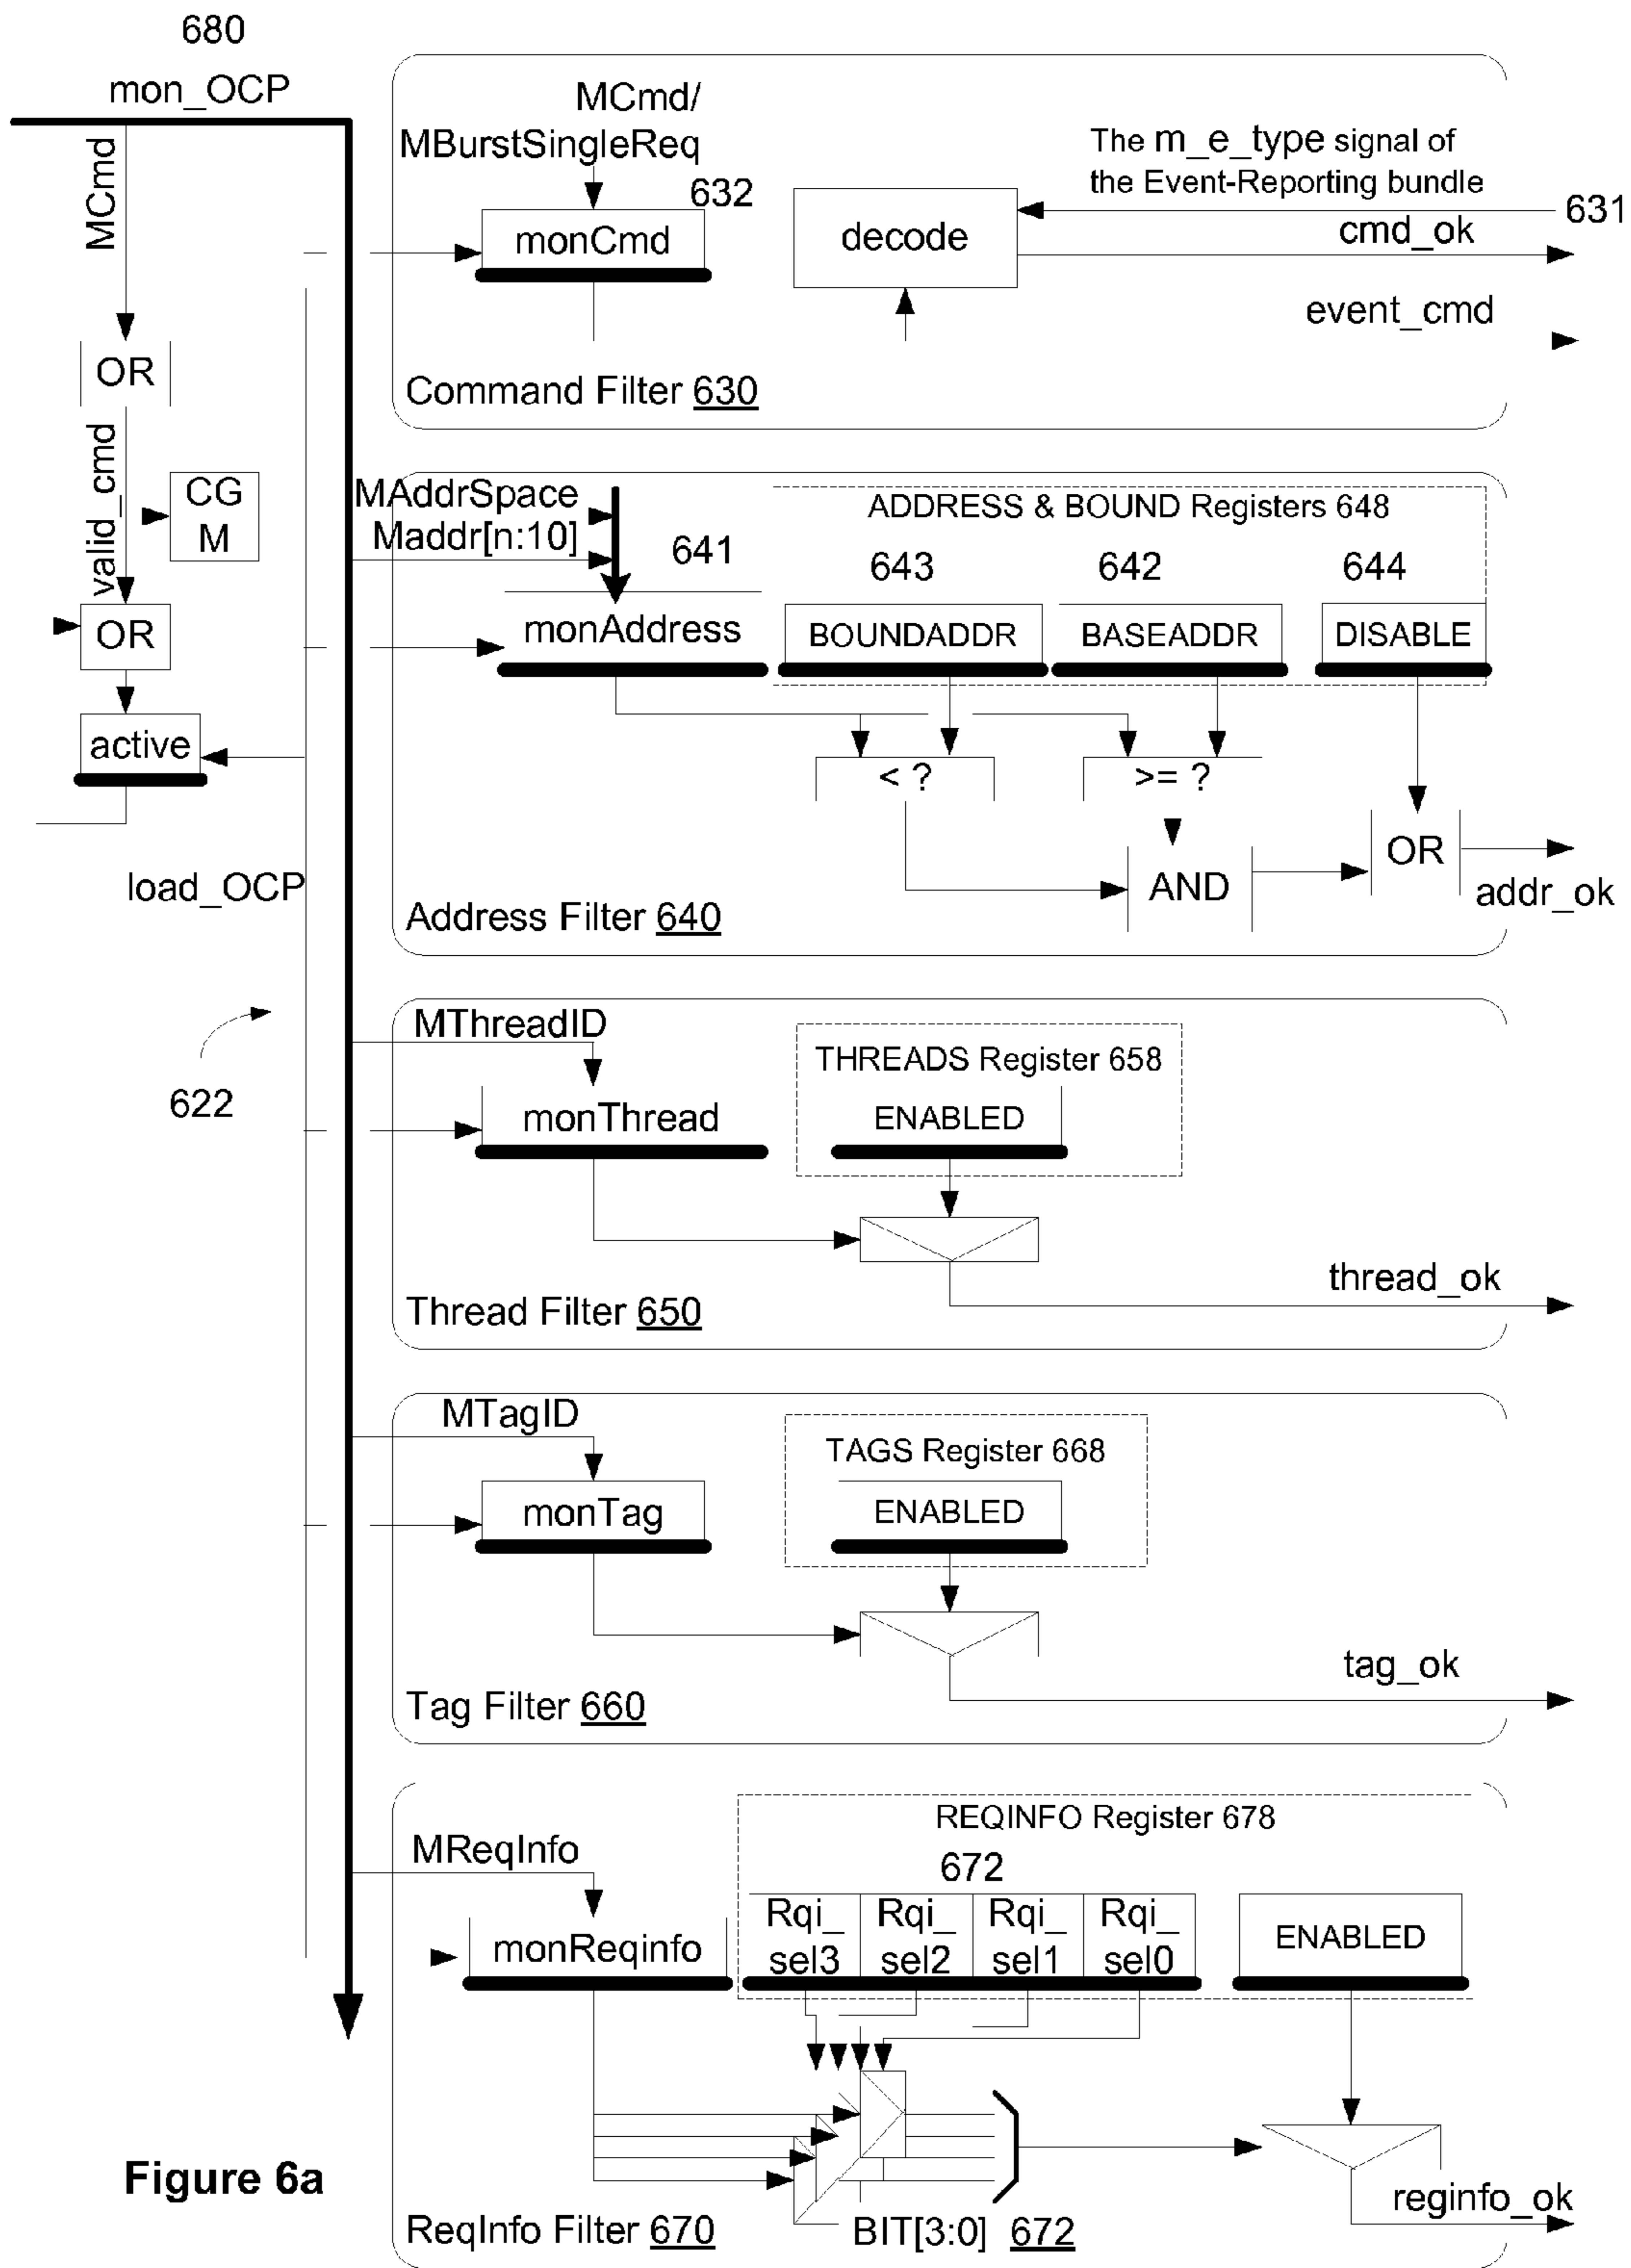 680
mon_OCP
MCmd
OR
valid_cmd
CG
M
OR
active
load_OCP
622
MCmd/
MBurstSingleReq
632
monCmd
decode
The m_e_type signal of
the Event-Reporting bundle
631
cmd_ok
event_cmd
Command Filter 630
MAddrSpace
Maddr[n:10]
641
monAddress
ADDRESS & BOUND Registers 648
643
642
644
BOUNDADDR
BASEADDR
DISABLE
< ?
>= ?
AND
OR
addr_ok
Address Filter 640
MThreadID
monThread
THREADS Register 658
ENABLED
thread_ok
Thread Filter 650
MTagID
monTag
TAGS Register 668
ENABLED
tag_ok
Tag Filter 660
MReqInfo
monReqinfo
REQINFO Register 678
672
Rqi_
sel3
Rqi_
sel2
Rqi_
sel1
Rqi_
sel0
ENABLED
reginfo_ok
BIT[3:0] 672
ReqInfo Filter 670
Figure 6a